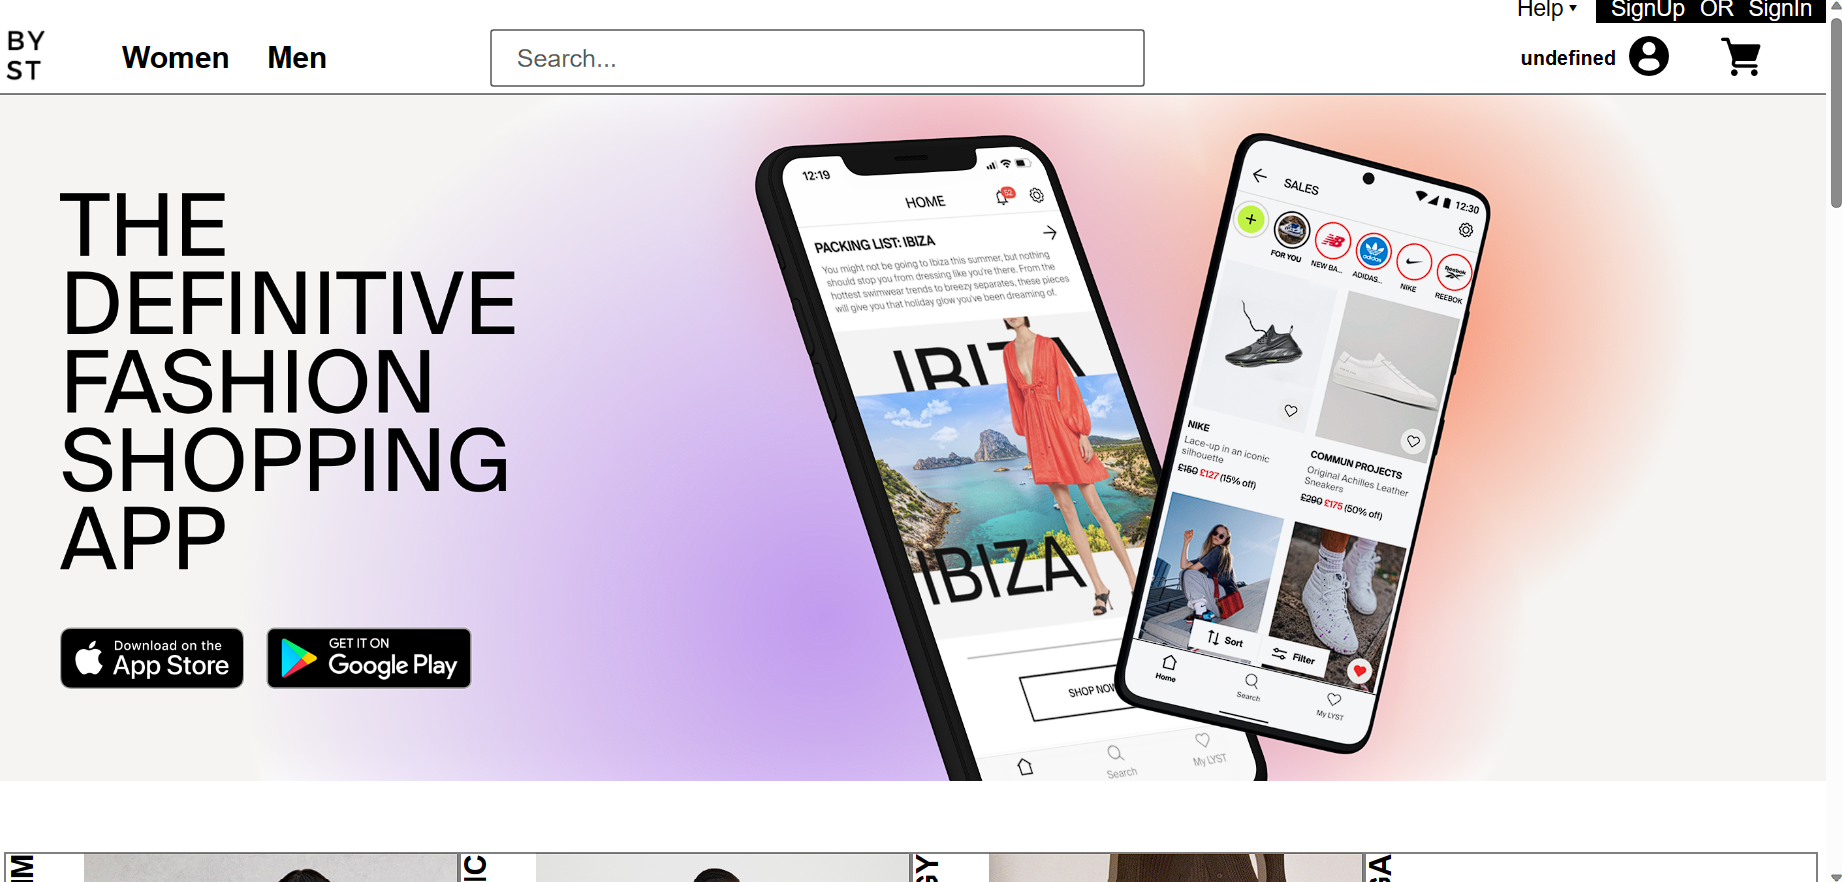 Help
SignUp OR SignIn
BY
ST
Women
Men
Search...
undefined
THE
DEFINITIVE
FASHION
SHOPPING
APP
Download on the
App Store
GET IT ON
Google Play
12:19
HOME
52
PACKING LIST: IBIZA
You might not be going to Ibiza this summer, but nothing
should stop you from dressing like you're there. From the
hottest swimwear trends to breezy separates, these pieces
will give you that holiday glow you've been dreaming of.
IBIZA
IBIZA
SHOP NOW
Search
My LYST
12:30
SALES
FOR YOU
NEW BA...
adidas
ADIDAS...
NIKE
Reebok
REEBOK
NIKE
Lace-up in an iconic
silhouette
£150 £127 (15% off)
COMMUN PROJECTS
Original Achilles Leather
Sneakers
£290 £175 (50% off)
Sort
Filter
Home
Search
My LYST
IM
IC
GY
GA